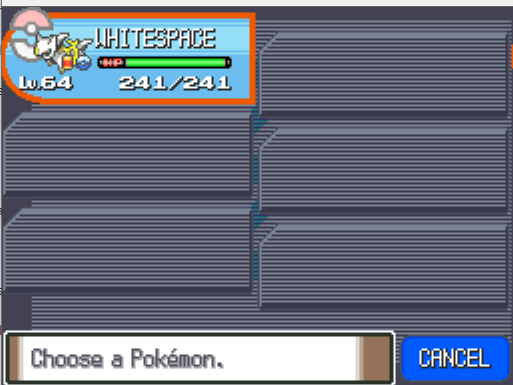 WHITESPACE
HP
Lv.64 241/241
Choose a Pokémon.
CANCEL